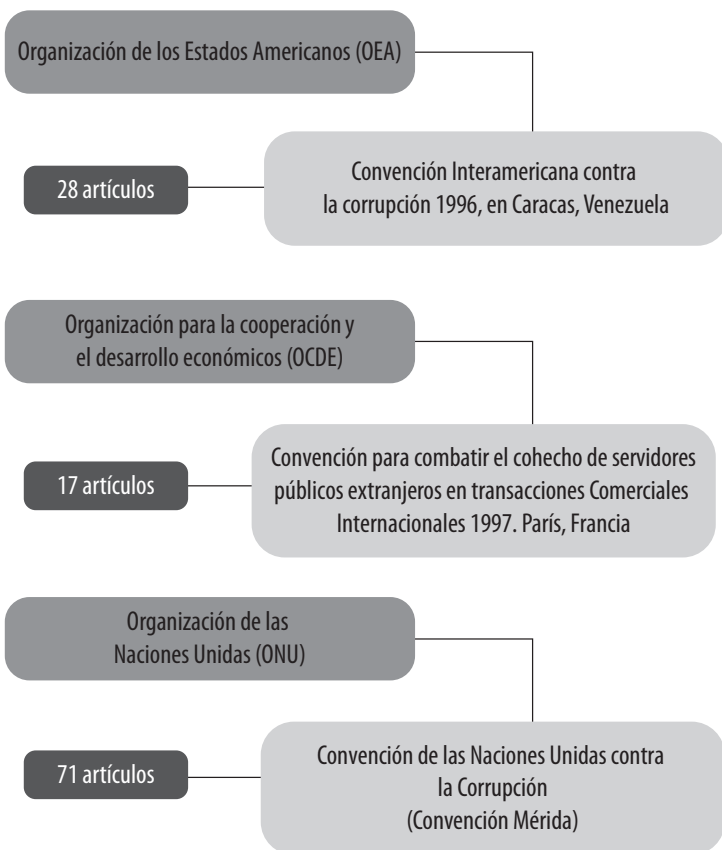 Organización de los Estados Americanos (OEA)
28 artículos
Convención Interamericana contra
la corrupción 1996, en Caracas, Venezuela
Organización para la cooperación y
el desarrollo económicos (OCDE)
17 artículos
Convención para combatir el cohecho de servidores
públicos extranjeros en transacciones Comerciales
Internacionales 1997. París, Francia
Organización de las
Naciones Unidas (ONU)
71 artículos
Convención de las Naciones Unidas contra
la Corrupción
(Convención Mérida)